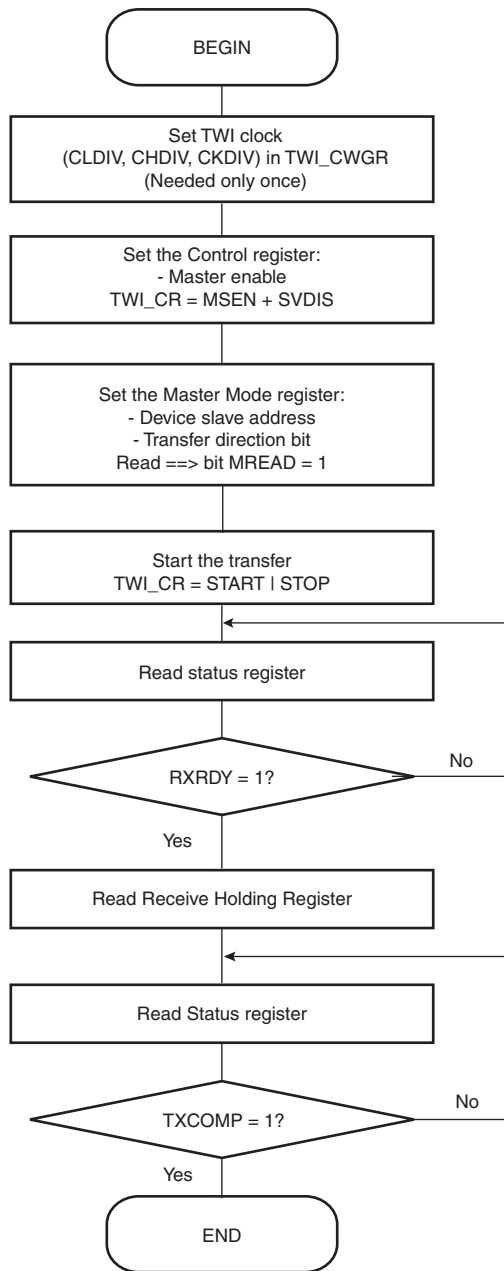 BEGIN
Set TWI clock
(CLDIV, CHDIV, CKDIV) in TWI_CWGR
(Needed only once)
Set the Control register:
- Master enable
TWI_CR = MSEN + SVDIS
Set the Master Mode register:
- Device slave address
- Transfer direction bit
Read ==> bit MREAD = 1
Start the transfer
TWI_CR = START | STOP
Read status register
RXRDY = 1?
No
Yes
Read Receive Holding Register
Read Status register
TXCOMP = 1?
No
Yes
END